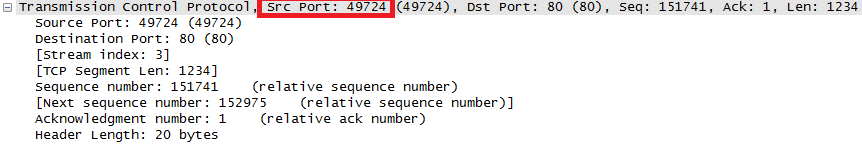 Transmission Control Protocol, Src Port: 49724 (49724), Dst Port: 80 (80), Seq: 151741, Ack: 1, Len: 1234
Source Port: 49724 (49724)
Destination Port: 80 (80)
[Stream index: 3]
[TCP Segment Len: 1234]
Sequence number: 151741    (relative sequence number)
[Next sequence number: 152975    (relative sequence number)]
Acknowledgment number: 1    (relative ack number)
Header Length: 20 bytes